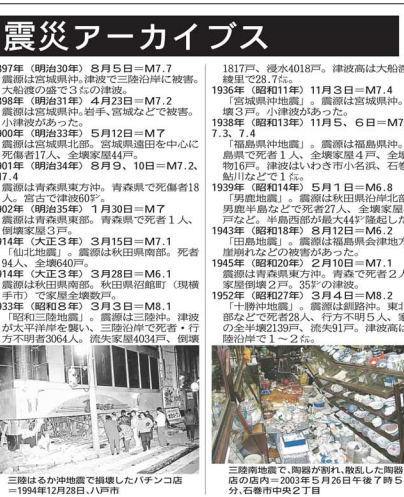 震災アーカイブス
897年（明治30年）8月5日＝M7.7
震源は宮城県沖。津波で三陸沿岸に被害。
大船渡の盛で3㍍の津波。
898年（明治31年）4月23日＝M7.2
震源は宮城県沖。岩手、宮城などで被害。
小津波があった。
900年（明治33年）5月12日＝M7
震源は宮城県北部。宮城県遠田を中心に
死傷者17人、全壊家屋44戸。
901年（明治34年）8月9、10日＝M7.2、
7.4
震源は青森県東方沖。青森県で死傷者18
人。宮古で津波60㌢。
902年（明治35年）1月30日＝M7
震源は青森県東部。青森県で死者1人、
倒壊家屋3戸。
914年（大正3年）3月15日＝M7.1
「仙北地震」。震源は秋田県南部。死者
94人、全壊640戸。
914年（大正3年）3月28日＝M6.1
震源は秋田県南部。秋田県沼館町（現横
手市）で家屋全壊数戸。
933年（昭和8年）3月3日＝M8.1
「昭和三陸地震」。震源は三陸沖。津波
が太平洋岸を襲い、三陸沿岸で死者・行
方不明者3064人。流失家屋4034戸、倒壊
1817戸、浸水4018戸。津波高は大船渡
綾里で28.7㍍。
1936年（昭和11年）11月3日＝M7.4
「宮城県沖地震」。震源は宮城県沖。
壊3戸。小津波があった。
1938年（昭和13年）11月5、6日＝M7
7.3、7.4
「福島県沖地震」。震源は福島県沖。
島県で死者1人、全壊家屋4戸、全壊
物16戸。津波はいわき市小名浜、石巻
鮎川などで1㍍。
1939年（昭和14年）5月1日＝M6.8
「男鹿地震」。震源は秋田県沿岸北部
男鹿半島などで死者27人、全壊家屋
戸など。半島西部が最大44㌢隆起した
1943年（昭和18年）8月12日＝M6.2
「田島地震」。震源は福島県会津地方
崖崩れなどの被害があった。
1945年（昭和20年）2月10日＝M7.1
震源は青森県東方沖。青森で死者2人
家屋倒壊2戸。35㌢の津波。
1952年（昭和27年）3月4日＝M8.2
「十勝沖地震」。震源は釧路沖。東北
部などで死者28人、行方不明5人、家
の全半壊2139戸、流失91戸。津波高は
陸沿岸で1～2㍍。
三陸はるか沖地震で損壊したパチンコ店
＝1994年12月28日、八戸市
三陸南地震で、陶器が割れ、散乱した陶器
店の店内＝2003年5月26日午後7時5
分、石巻市中央2丁目